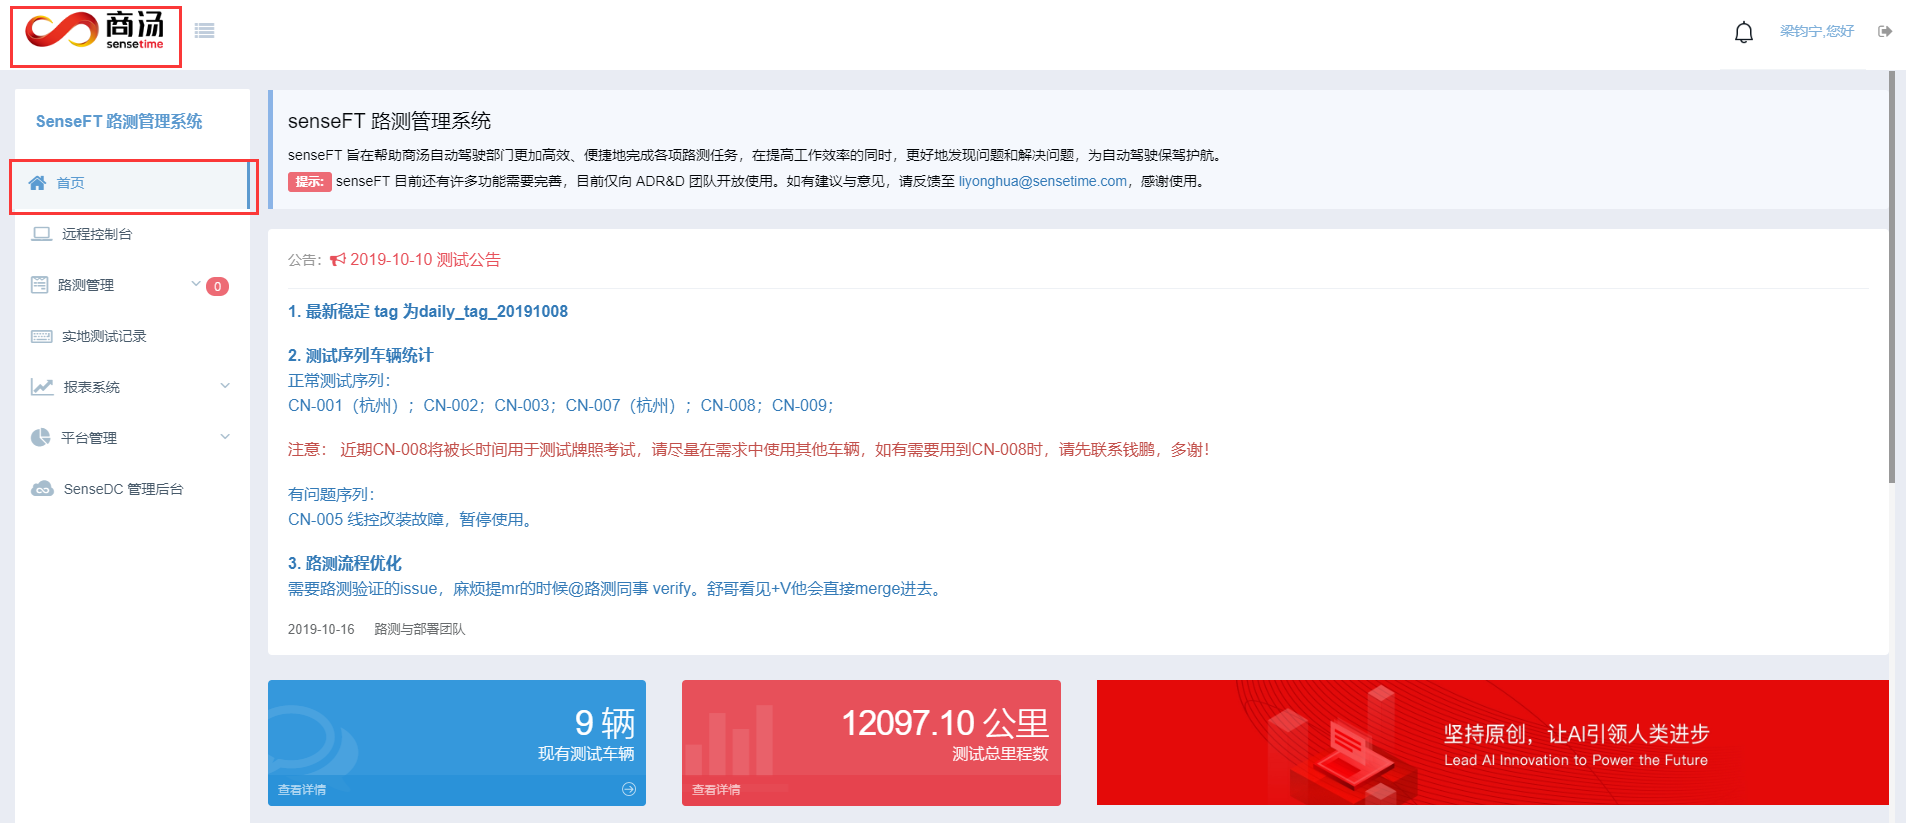 商汤
sensetime
梁钧宁,您好
SenseFT 路测管理系统
首页
远程控制台
路测管理
0
实地测试记录
报表系统
平台管理
SenseDC 管理后台
senseFT 路测管理系统
senseFT 旨在帮助商汤自动驾驶部门更加高效、便捷地完成各项路测任务，在提高工作效率的同时，更好地发现问题和解决问题，为自动驾驶保驾护航。
提示: senseFT 目前还有许多功能需要完善，目前仅向 ADR&D 团队开放使用。如有建议与意见，请反馈至 liyonghua@sensetime.com，感谢使用。
公告: 2019-10-10 测试公告
1. 最新稳定 tag 为daily_tag_20191008
2. 测试序列车辆统计
正常测试序列：
CN-001（杭州）；CN-002；CN-003；CN-007（杭州）；CN-008；CN-009；
注意： 近期CN-008将被长时间用于测试牌照考试，请尽量在需求中使用其他车辆，如有需要用到CN-008时，请先联系钱鹏，多谢！
有问题序列：
CN-005 线控改装故障，暂停使用。
3. 路测流程优化
需要路测验证的issue，麻烦提mr的时候@路测同事 verify。舒哥看见+V他会直接merge进去。
2019-10-16 路测与部署团队
9 辆
现有测试车辆
查看详情
12097.10 公里
测试总里程数
查看详情
坚持原创，让AI引领人类进步
Lead AI Innovation to Power the Future